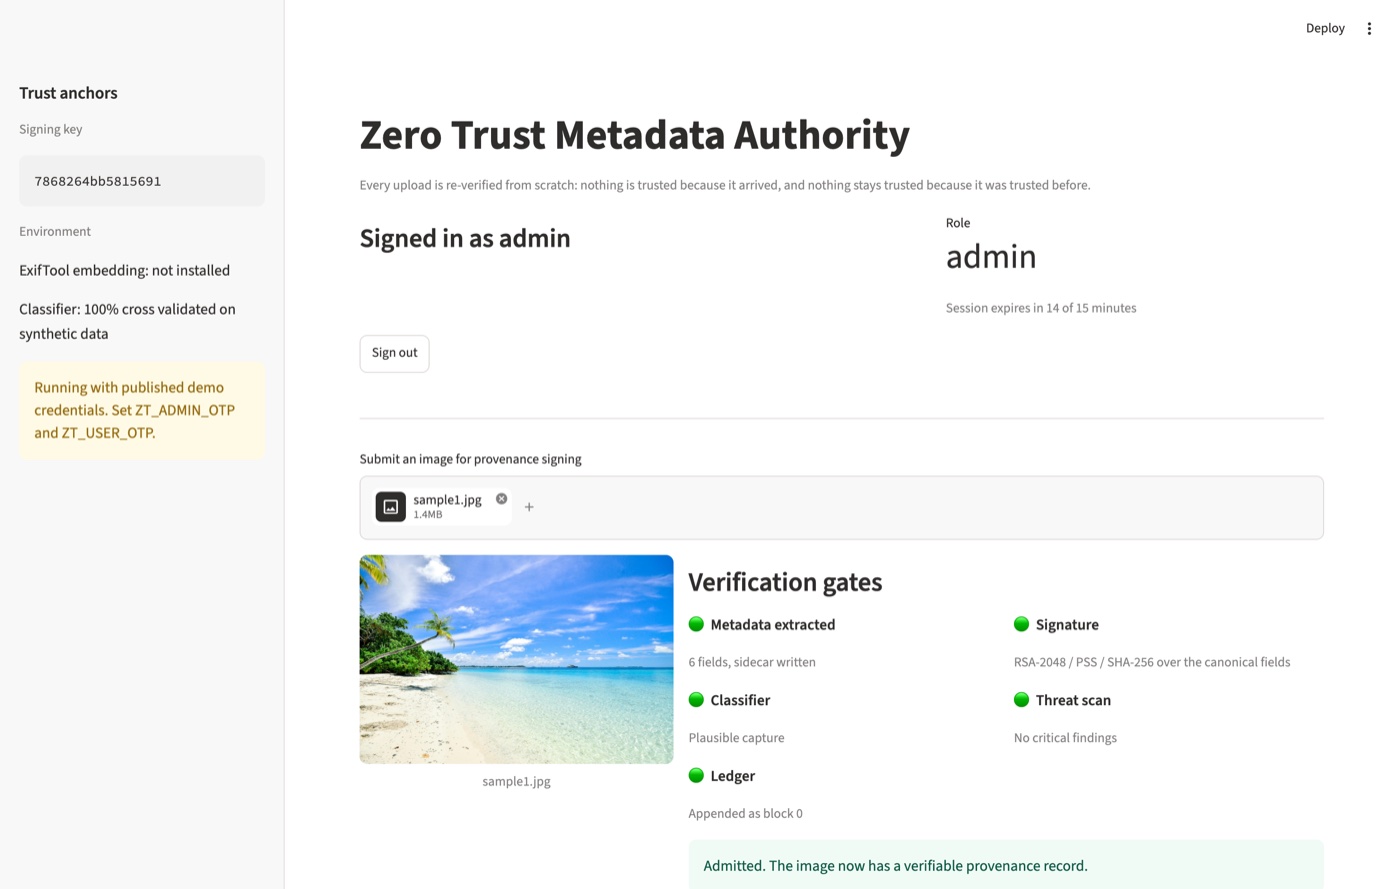 Deploy
Trust anchors
Signing key
7868264bb5815691
Environment
ExifTool embedding: not installed
Classifier: 100% cross validated on
synthetic data
Running with published demo
credentials. Set ZT_ADMIN_OTP
and ZT_USER_OTP.
Zero Trust Metadata Authority
Every upload is re-verified from scratch: nothing is trusted because it arrived, and nothing stays trusted because it was trusted before.
Signed in as admin
Role
admin
Session expires in 14 of 15 minutes
Sign out
Submit an image for provenance signing
sample1.jpg
1.4MB
sample1.jpg
Verification gates
Metadata extracted
6 fields, sidecar written
Signature
RSA-2048 / PSS / SHA-256 over the canonical fields
Classifier
Plausible capture
Threat scan
No critical findings
Ledger
Appended as block 0
Admitted. The image now has a verifiable provenance record.